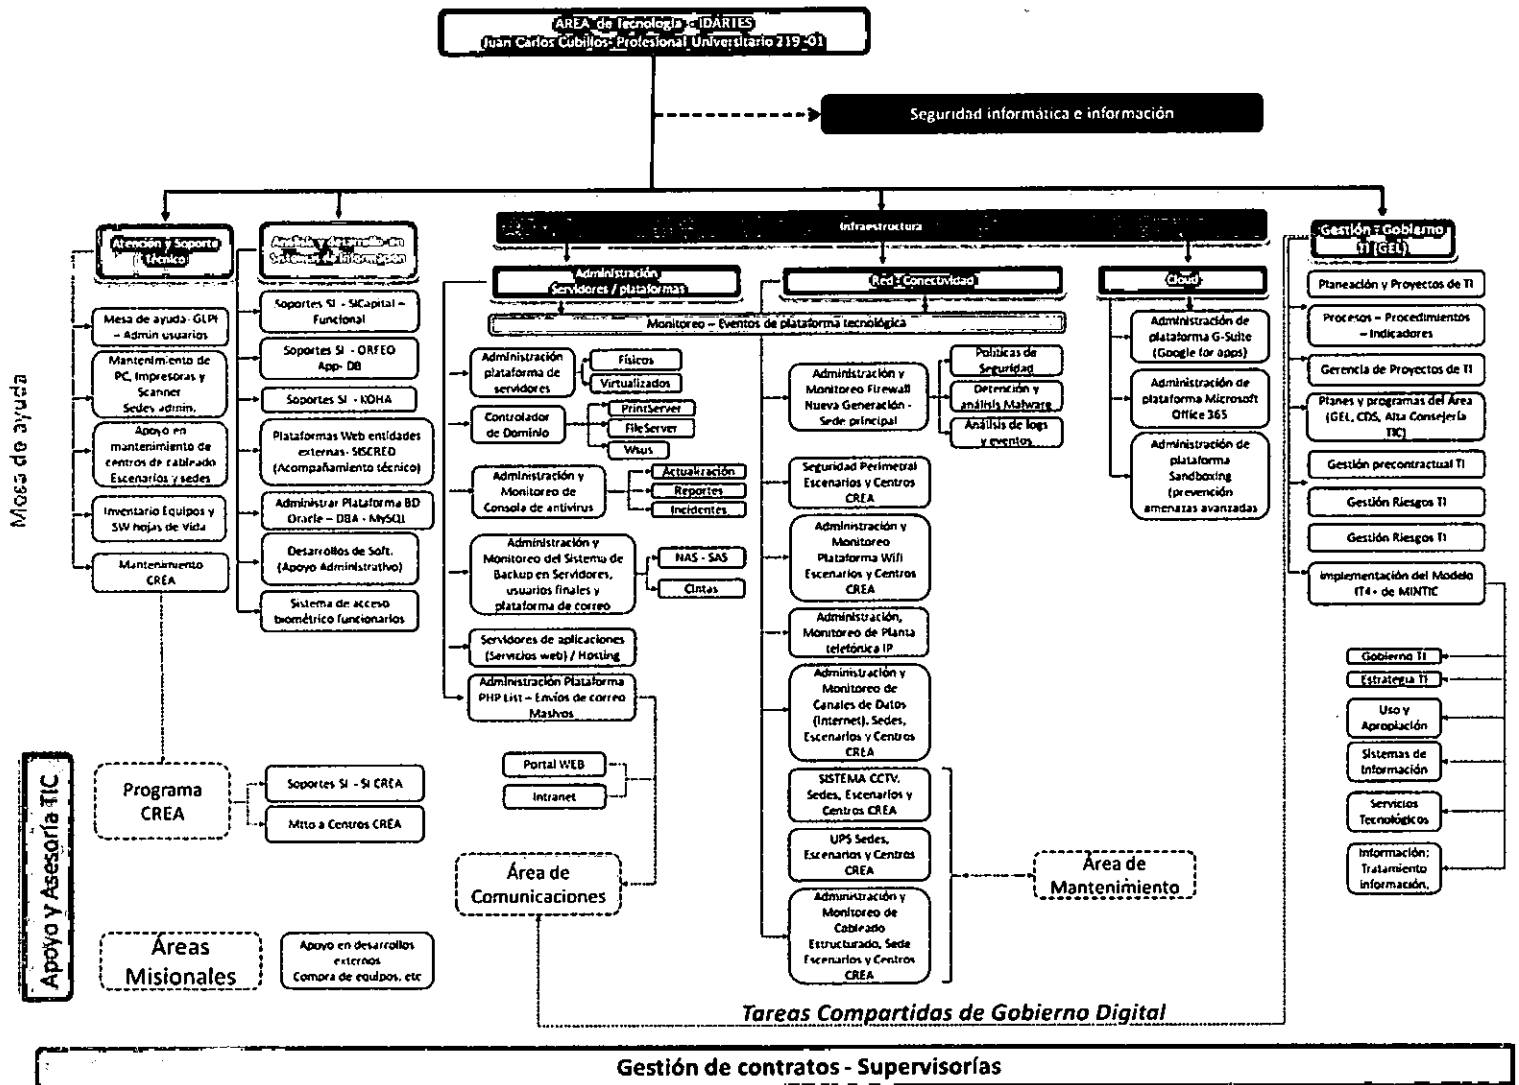 AREA de Tecnología - IDARTES
Juan Carlos Cubillos- Profesional Universitario 219 -01
Seguridad informática e información
Atención y Soporte
Técnico
Análisis y desarrollo en
Sistemas de Información
Infraestructura
Gestión - Gobierno
TI (GEL)
Administración
Servidores / plataformas
Red - Conectividad
Cloud
Monitoreo – Eventos de plataforma tecnológica
Mesa de ayuda
Mesa de ayuda- GLPI
– Admin usuarios
Mantenimiento de
PC, Impresoras y
Scanner
Sedes admin.
Apoyo en
mantenimiento de
centros de cableado
Escenarios y sedes
Inventario Equipos y
SW hojas de Vida
Mantenimiento
CREA
Soportes SI - SiCapital –
Funcional
Soportes SI - ORFEO
App- DB
Soportes SI - KOHA
Plataformas Web entidades
externas- SISCRED
(Acompañamiento técnico)
Administrar Plataforma BD
Oracle – DBA - MySQL
Desarrollos de Soft.
(Apoyo Administrativo)
Sistema de acceso
biométrico funcionarios
Administración
plataforma de
servidores
Físicos
Virtualizados
Controlador
de Dominio
PrintServer
FileServer
Wsus
Administración y
Monitoreo de
Consola de antivirus
Actualización
Reportes
Incidentes
Administración y
Monitoreo del Sistema de
Backup en Servidores,
usuarios finales y
plataforma de correo
NAS - SAS
Cintas
Servidores de aplicaciones
(Servicios web) / Hosting
Administración Plataforma
PHP List – Envíos de correo
Masivos
Portal WEB
Intranet
Área de
Comunicaciones
Administración y
Monitoreo Firewall
Nueva Generación -
Sede principal
Políticas de
Seguridad
Detención y
análisis Malware
Análisis de logs
y eventos
Seguridad Perimetral
Escenarios y Centros
CREA
Administración y
Monitoreo
Plataforma Wifi
Escenarios y Centros
CREA
Administración,
Monitoreo de Planta
telefónica IP
Administración y
Monitoreo de
Canales de Datos
(Internet). Sedes,
Escenarios y Centros
CREA
SISTEMA CCTV.
Sedes, Escenarios y
Centros CREA
UPS Sedes,
Escenarios y Centros
CREA
Administración y
Monitoreo de
Cableado
Estructurado, Sede
Escenarios y Centros
CREA
Área de
Mantenimiento
Administración de
plataforma G-Suite
(Google for apps)
Administración de
plataforma Microsoft
Office 365
Administración de
plataforma
Sandboxing
(prevención
amenazas avanzadas
Planeación y Proyectos de TI
Procesos – Procedimientos
– Indicadores
Gerencia de Proyectos de TI
Planes y programas del Área
(GEL, CDS, Alta Consejería
TIC)
Gestión precontractual TI
Gestión Riesgos TI
Gestión Riesgos TI
Implementación del Modelo
IT4+ de MINTIC
Gobierno TI
Estrategia TI
Uso y
Apropiación
Sistemas de
Información
Servicios
Tecnológicos
Información:
Tratamiento
información.
Apoyo y Asesoría TIC
Programa
CREA
Soportes SI - SI CREA
Mtto a Centros CREA
Áreas
Misionales
Apoyo en desarrollos
externos
Compra de equipos, etc
Tareas Compartidas de Gobierno Digital
Gestión de contratos - Supervisorías